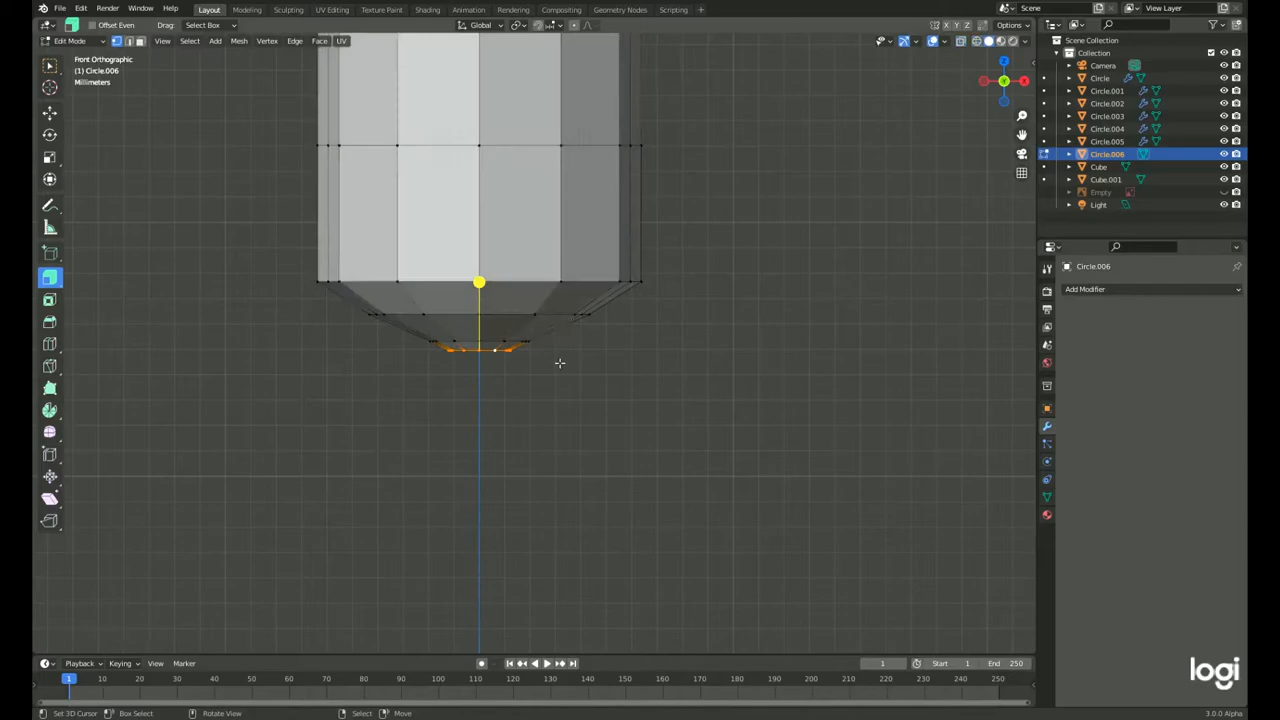 File Edit Render Window Help Layout Modeling Sculpting UV Editing Texture Paint Shading Animation Rendering Compositing Geometry Nodes Scripting Scene View Layer
Offset Even Drag: Select Box Global X Y Z Options
Edit Mode View Select Add Mesh Vertex Edge Face UV
Front Orthographic
(1) Circle.006
Millimeters
Z
X
Y
Scene Collection
Collection
Camera
Circle
Circle.001
Circle.002
Circle.003
Circle.004
Circle.005
Circle.006
Cube
Cube.001
Empty
Light
Circle.006
Add Modifier
Playback Keying View Marker 1 Start 1 End 250
1 10 20 30 40 50 60 70 80 90 100 110 120 130 140 150 160 170 180 190 200 210 220 230 240 250
Set 3D Cursor Box Select Rotate View Select Move 3.0.0 Alpha
logi